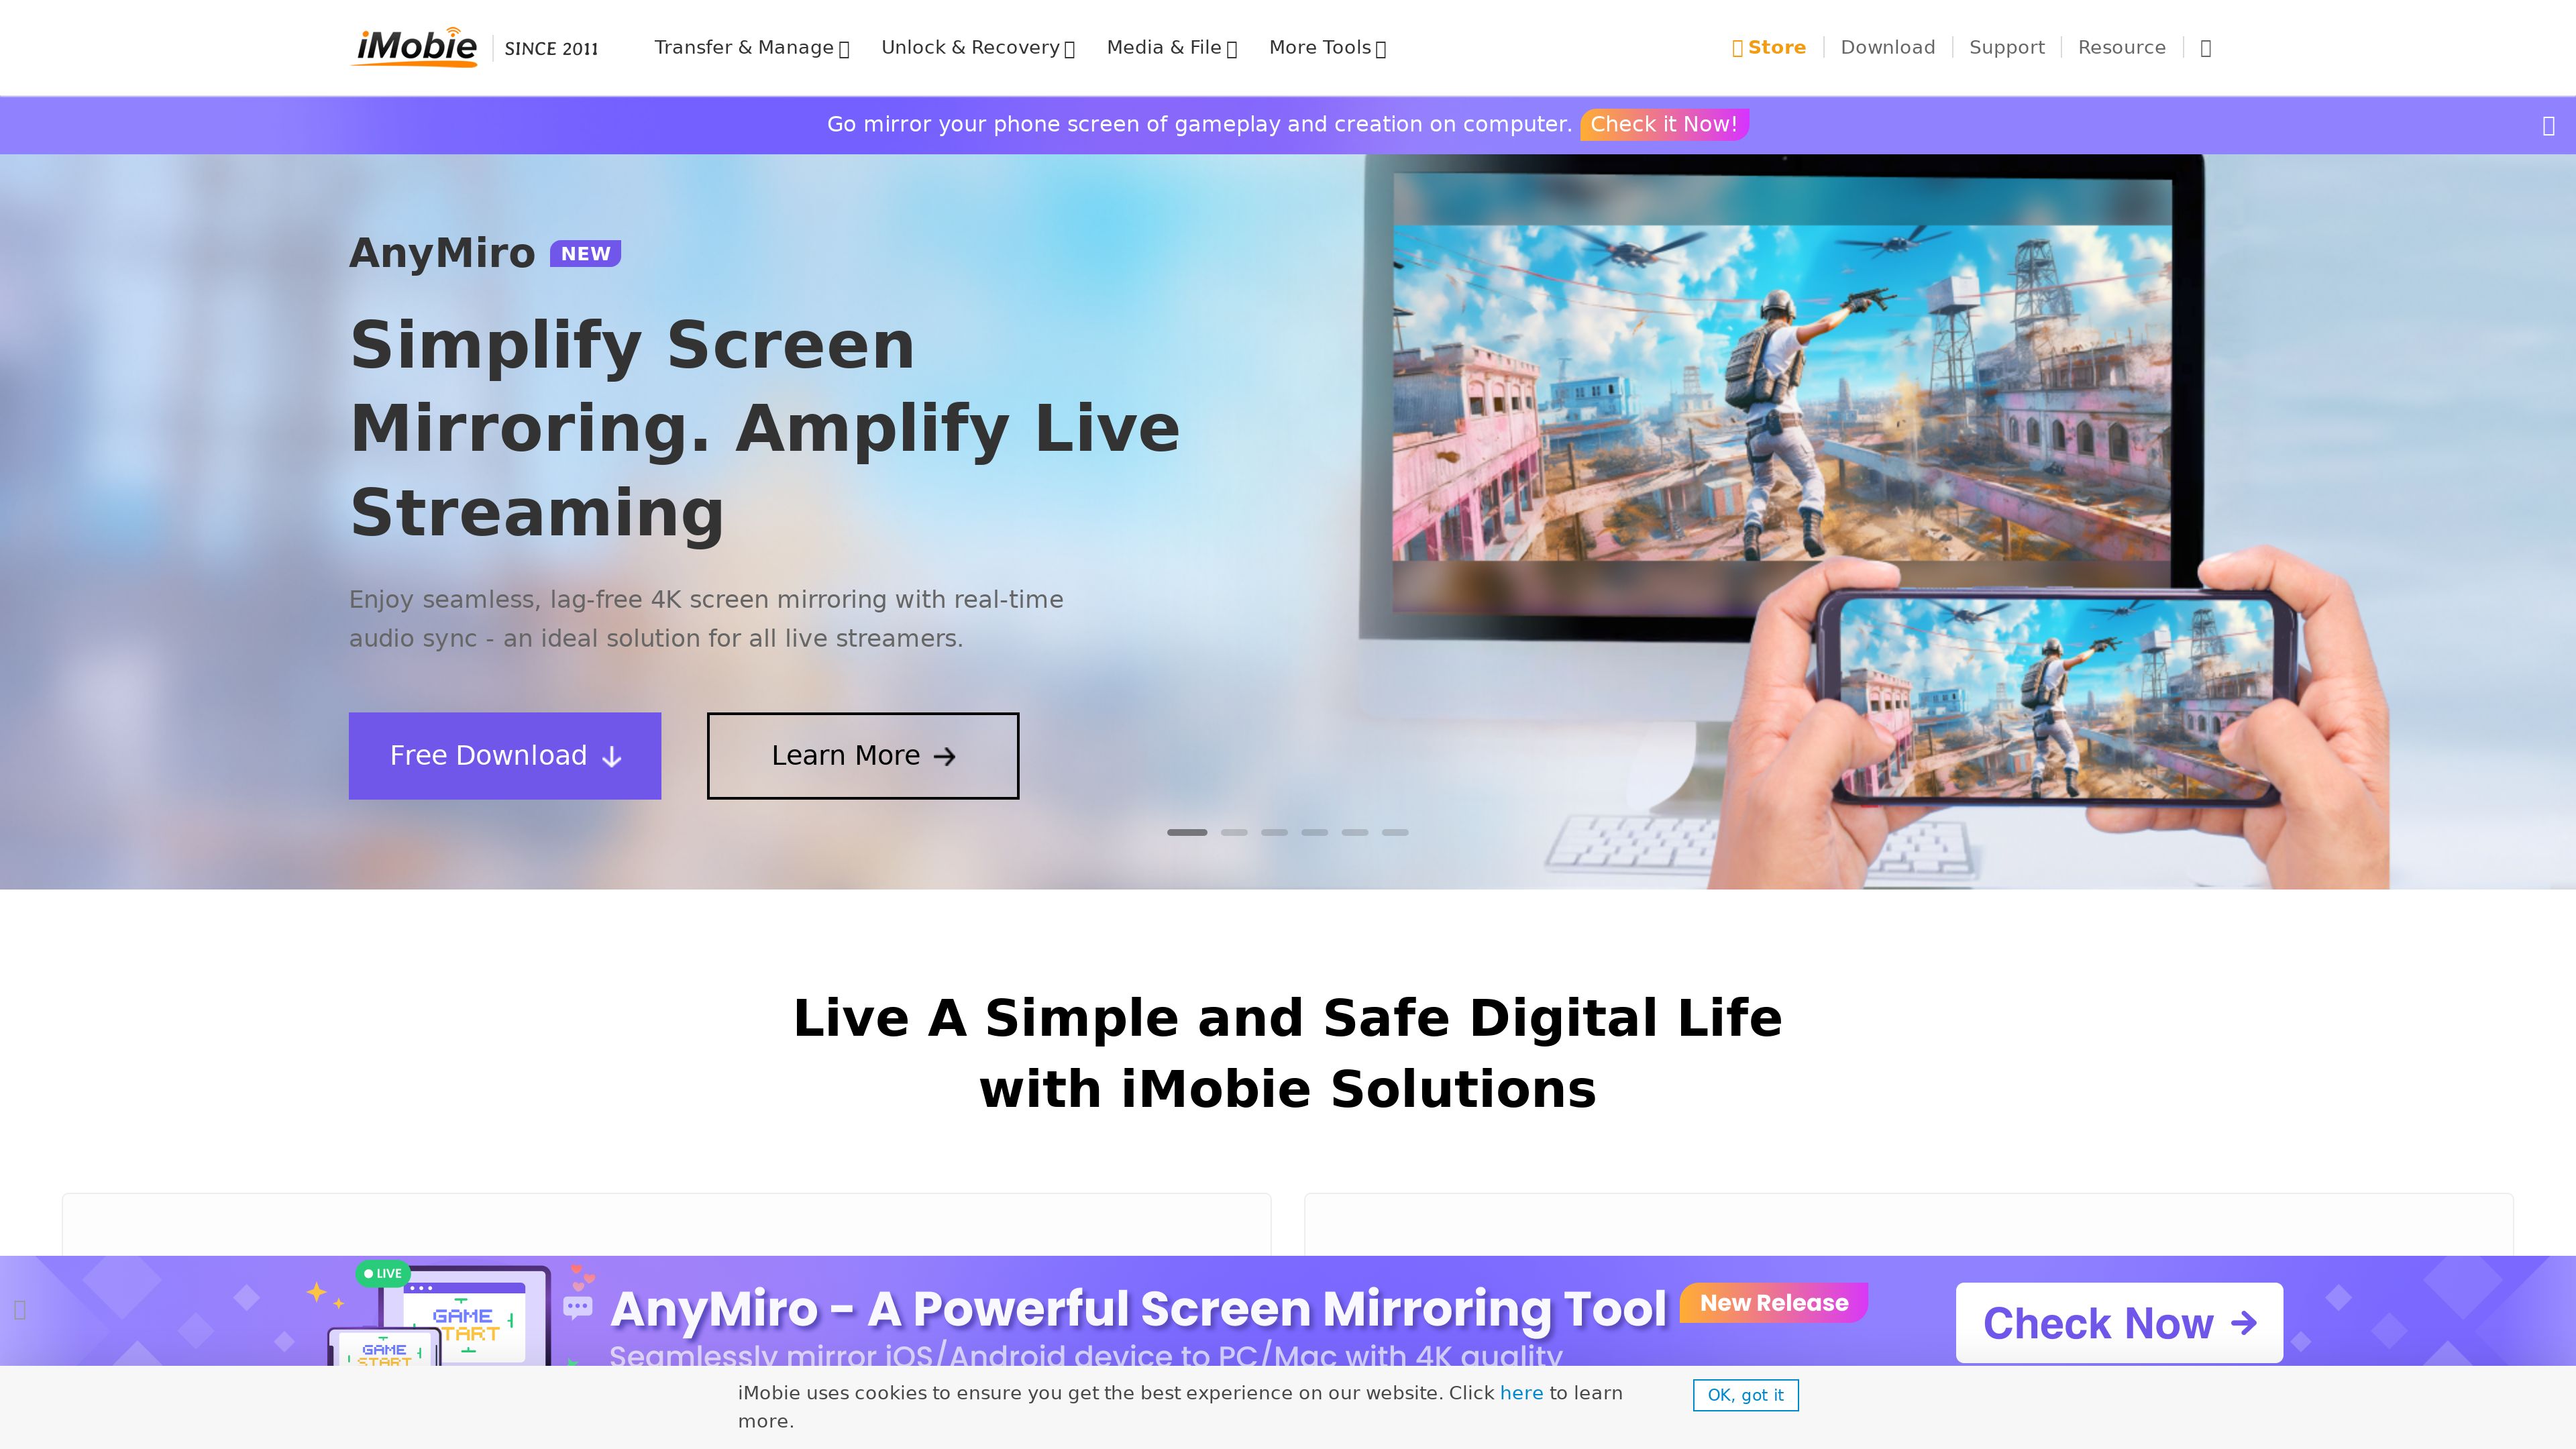 iMobie SINCE 2011 Transfer & Manage Unlock & Recovery Media & File More Tools Store Download Support Resource
Go mirror your phone screen of gameplay and creation on computer. Check it Now!
AnyMiro NEW
Simplify Screen
Mirroring. Amplify Live
Streaming
Enjoy seamless, lag-free 4K screen mirroring with real-time
audio sync - an ideal solution for all live streamers.
Free Download Learn More
Live A Simple and Safe Digital Life
with iMobie Solutions
LIVE
GAME
START
GAME
START
AnyMiro - A Powerful Screen Mirroring Tool New Release
Seamlessly mirror iOS/Android device to PC/Mac with 4K quality
Check Now
iMobie uses cookies to ensure you get the best experience on our website. Click here to learn
more.
OK, got it